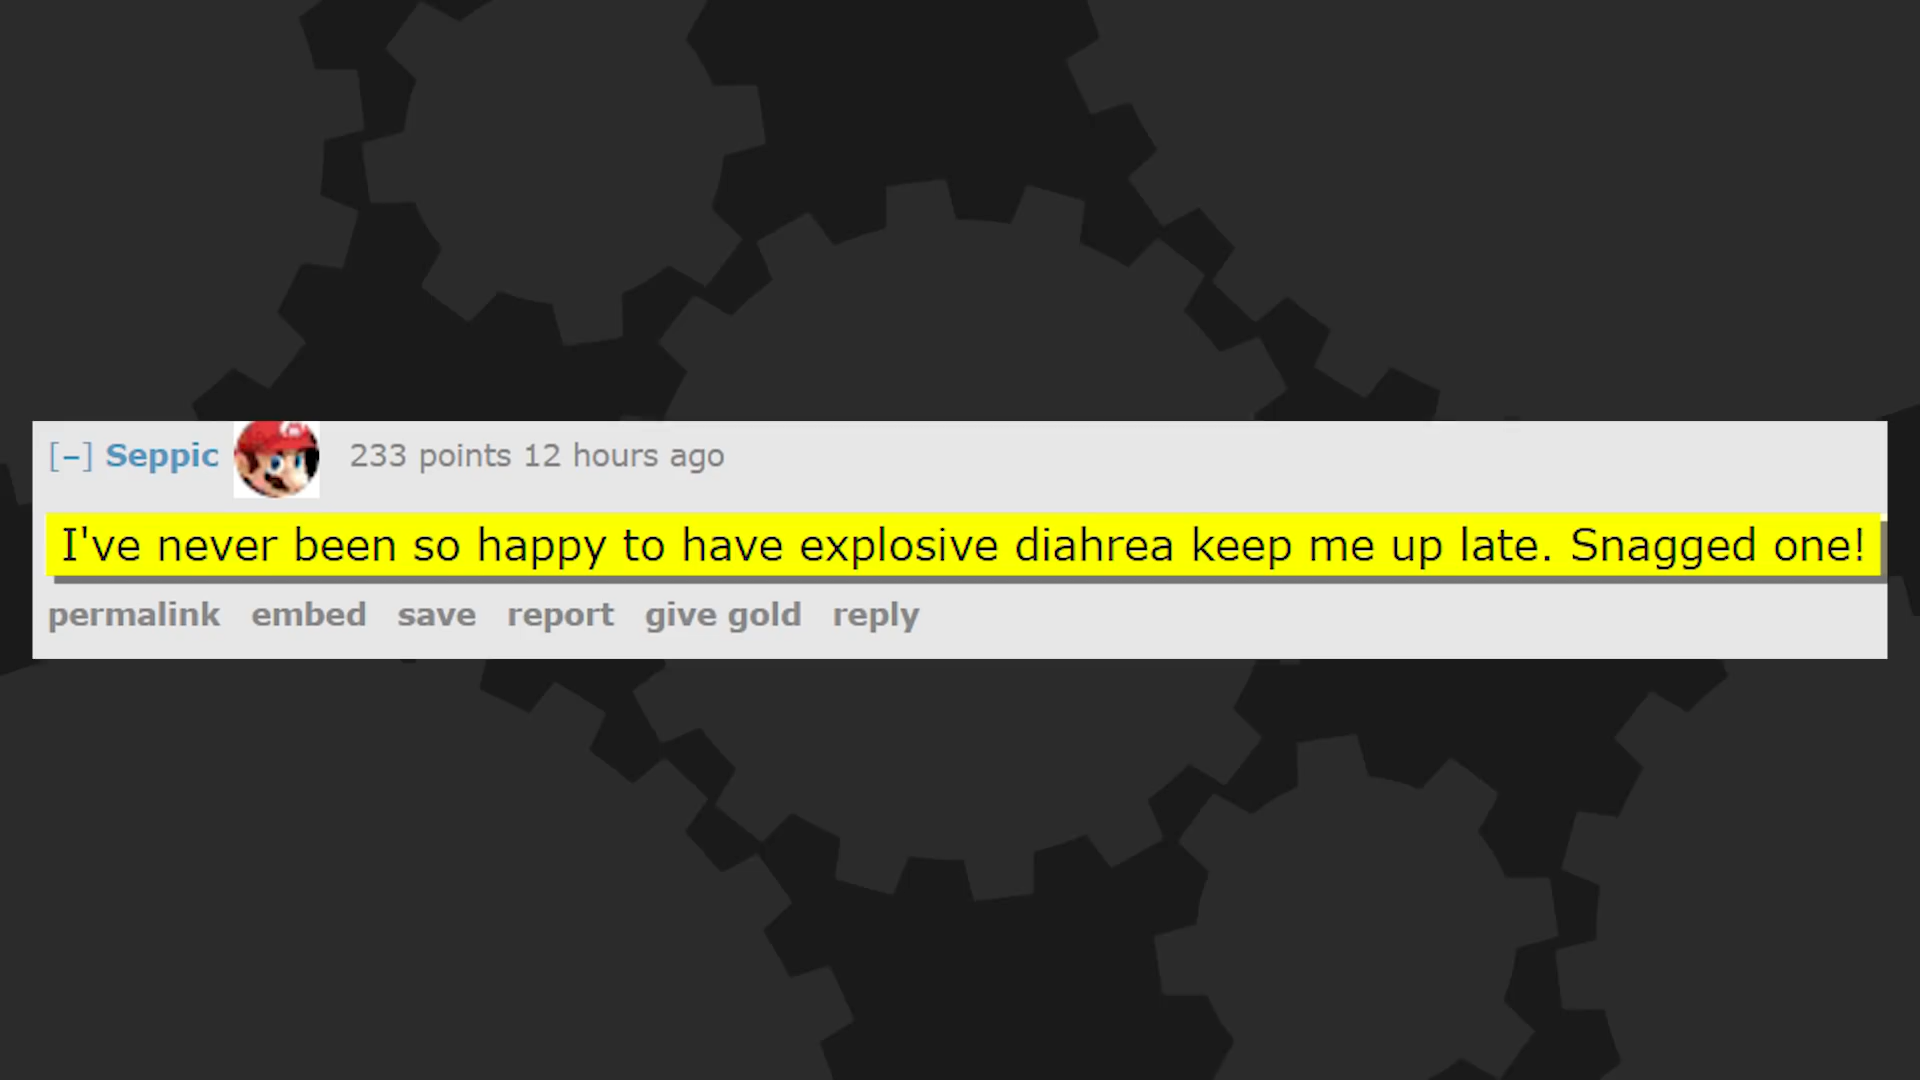 [–] Seppic 233 points 12 hours ago
I've never been so happy to have explosive diahrea keep me up late. Snagged one!
permalink embed save report give gold reply